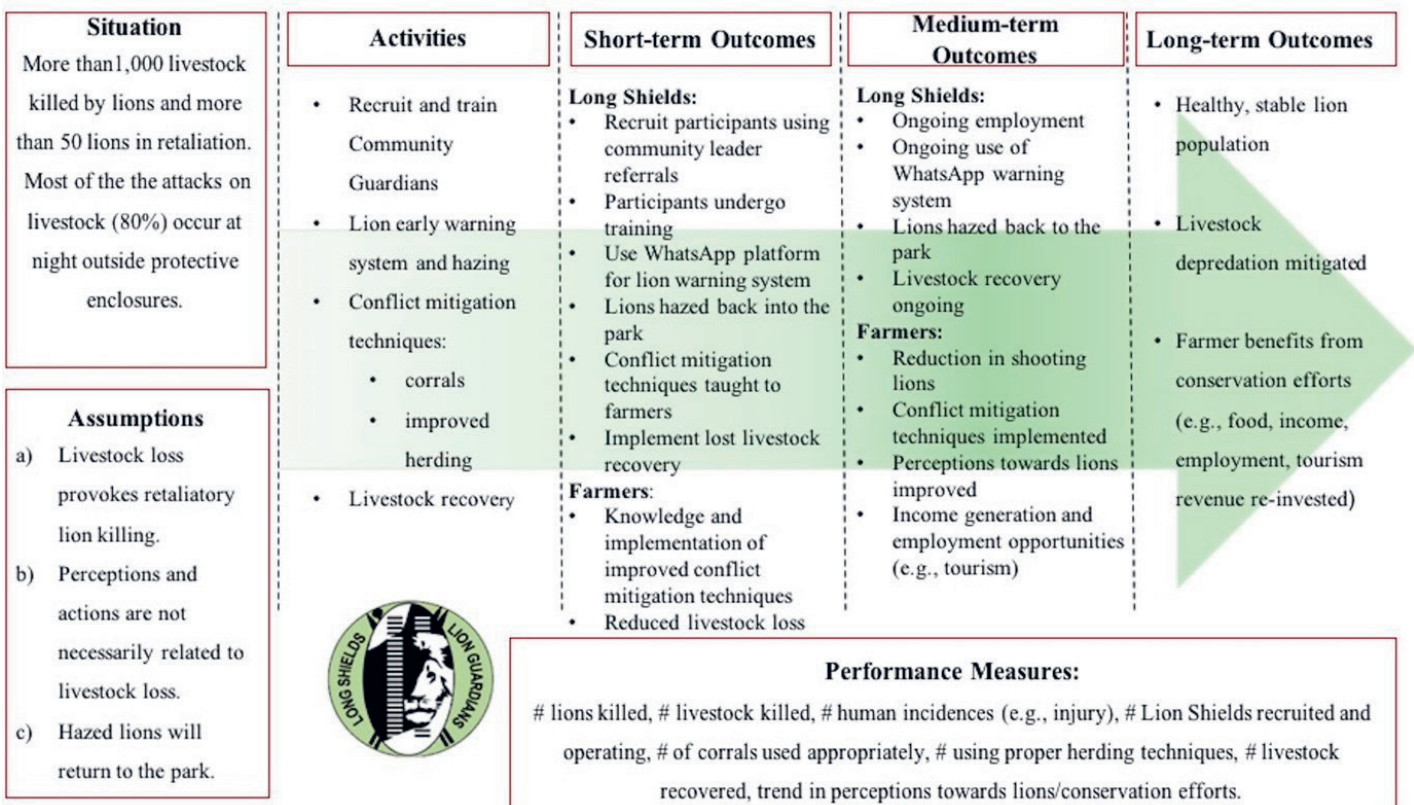 Situation
More than1,000 livestock
killed by lions and more
than 50 lions in retaliation.
Most of the the attacks on
livestock (80%) occur at
night outside protective
enclosures.
Assumptions
a) Livestock loss
provokes retaliatory
lion killing.
b) Perceptions and
actions are not
necessarily related to
livestock loss.
c) Hazed lions will
return to the park.
Activities
• Recruit and train
Community
Guardians
• Lion early warning
system and hazing
• Conflict mitigation
techniques:
• corrals
• improved
herding
• Livestock recovery
LONG SHIELDS
LION GUARDIANS
Short-term Outcomes
Long Shields:
• Recruit participants using
community leader
referrals
• Participants undergo
training
• Use WhatsApp platform
for lion warning system
• Lions hazed back into the
park
• Conflict mitigation
techniques taught to
farmers
• Implement lost livestock
recovery
Farmers:
• Knowledge and
implementation of
improved conflict
mitigation techniques
• Reduced livestock loss
Medium-term
Outcomes
Long Shields:
• Ongoing employment
• Ongoing use of
WhatsApp warning
system
• Lions hazed back to the
park
• Livestock recovery
ongoing
Farmers:
• Reduction in shooting
lions
• Conflict mitigation
techniques implemented
• Perceptions towards lions
improved
• Income generation and
employment opportunities
(e.g., tourism)
Long-term Outcomes
• Healthy, stable lion
population
• Livestock
depredation mitigated
• Farmer benefits from
conservation efforts
(e.g., food, income,
employment, tourism
revenue re-invested)
Performance Measures:
# lions killed, # livestock killed, # human incidences (e.g., injury), # Lion Shields recruited and
operating, # of corrals used appropriately, # using proper herding techniques, # livestock
recovered, trend in perceptions towards lions/conservation efforts.